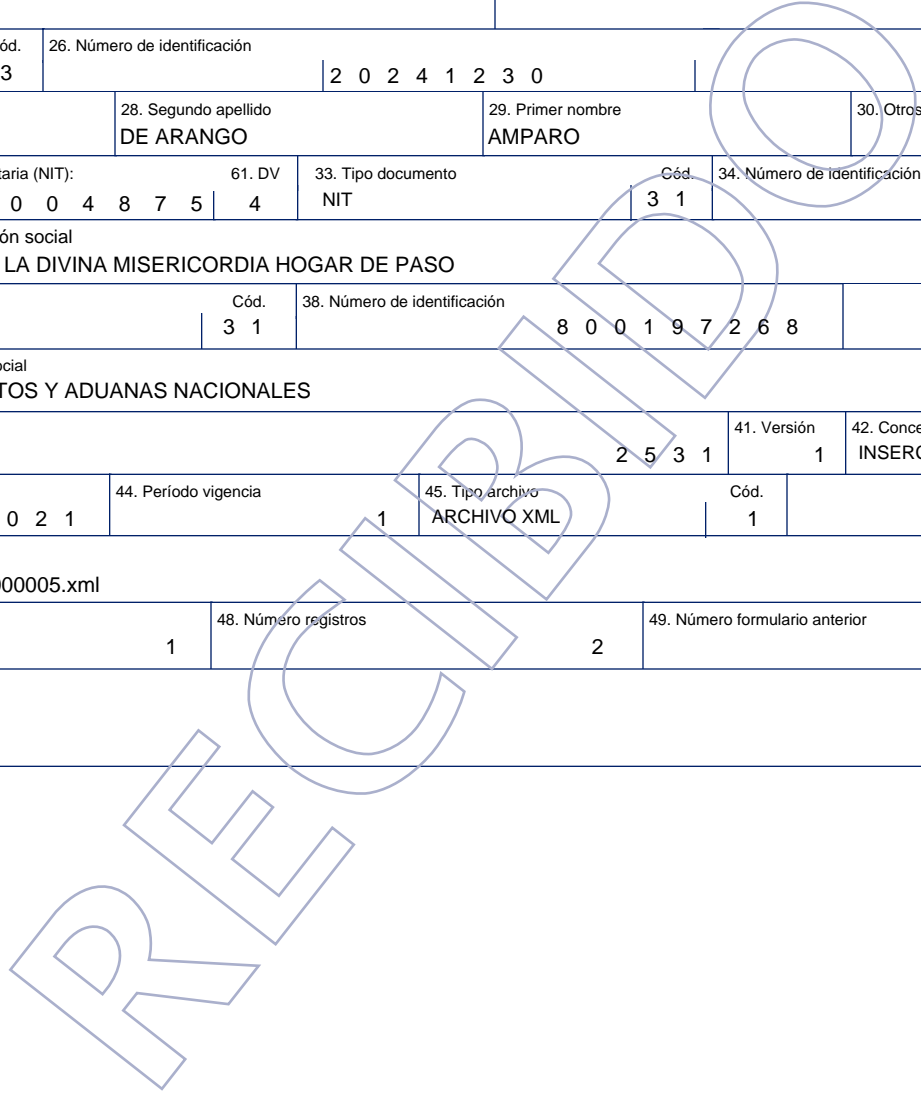 ód. 26. Número de identificación
3 2 0 2 4 1 2 3 0
28. Segundo apellido 29. Primer nombre 30. Otros
DE ARANGO AMPARO
taria (NIT): 61. DV 33. Tipo documento Cód. 34. Número de identificación
0 0 4 8 7 5 4 NIT 3 1
ón social
LA DIVINA MISERICORDIA HOGAR DE PASO
Cód. 38. Número de identificación
3 1 8 0 0 1 9 7 2 6 8
ocial
TOS Y ADUANAS NACIONALES
41. Versión 42. Conce
2 5 3 1 1 INSERC
44. Período vigencia 45. Tipo archivo Cód.
0 2 1 1 ARCHIVO XML 1
000005.xml
48. Número registros 49. Número formulario anterior
1 2
RECIBIDO